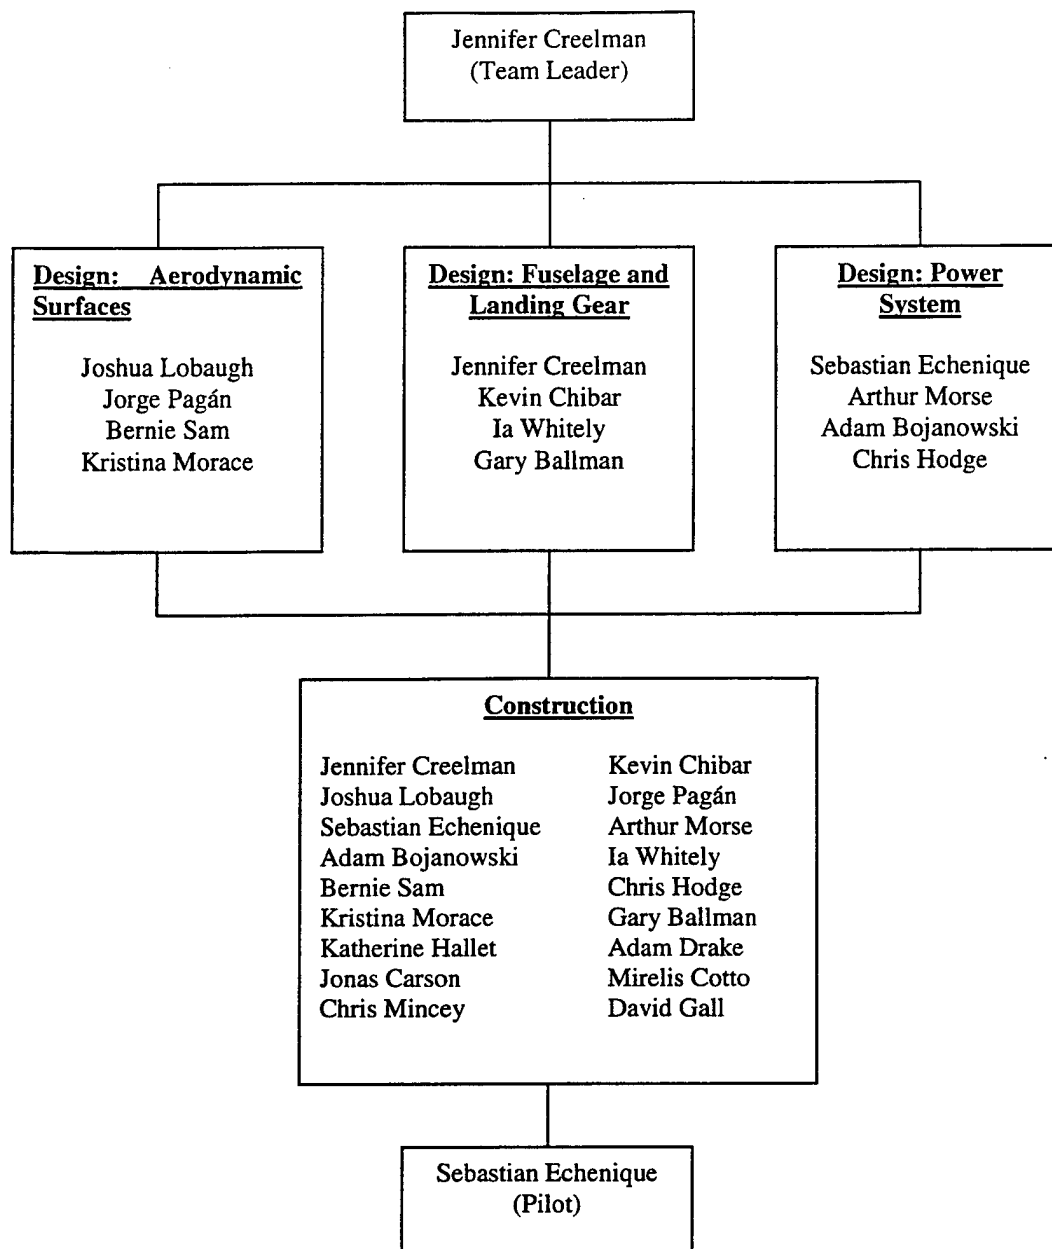 Jennifer Creelman
(Team Leader)
Design: Aerodynamic
Surfaces
Joshua Lobaugh
Jorge Pagán
Bernie Sam
Kristina Morace
Design: Fuselage and
Landing Gear
Jennifer Creelman
Kevin Chibar
Ia Whitely
Gary Ballman
Design: Power
System
Sebastian Echenique
Arthur Morse
Adam Bojanowski
Chris Hodge
Construction
Jennifer Creelman
Joshua Lobaugh
Sebastian Echenique
Adam Bojanowski
Bernie Sam
Kristina Morace
Katherine Hallet
Jonas Carson
Chris Mincey
Kevin Chibar
Jorge Pagán
Arthur Morse
Ia Whitely
Chris Hodge
Gary Ballman
Adam Drake
Mirelis Cotto
David Gall
Sebastian Echenique
(Pilot)